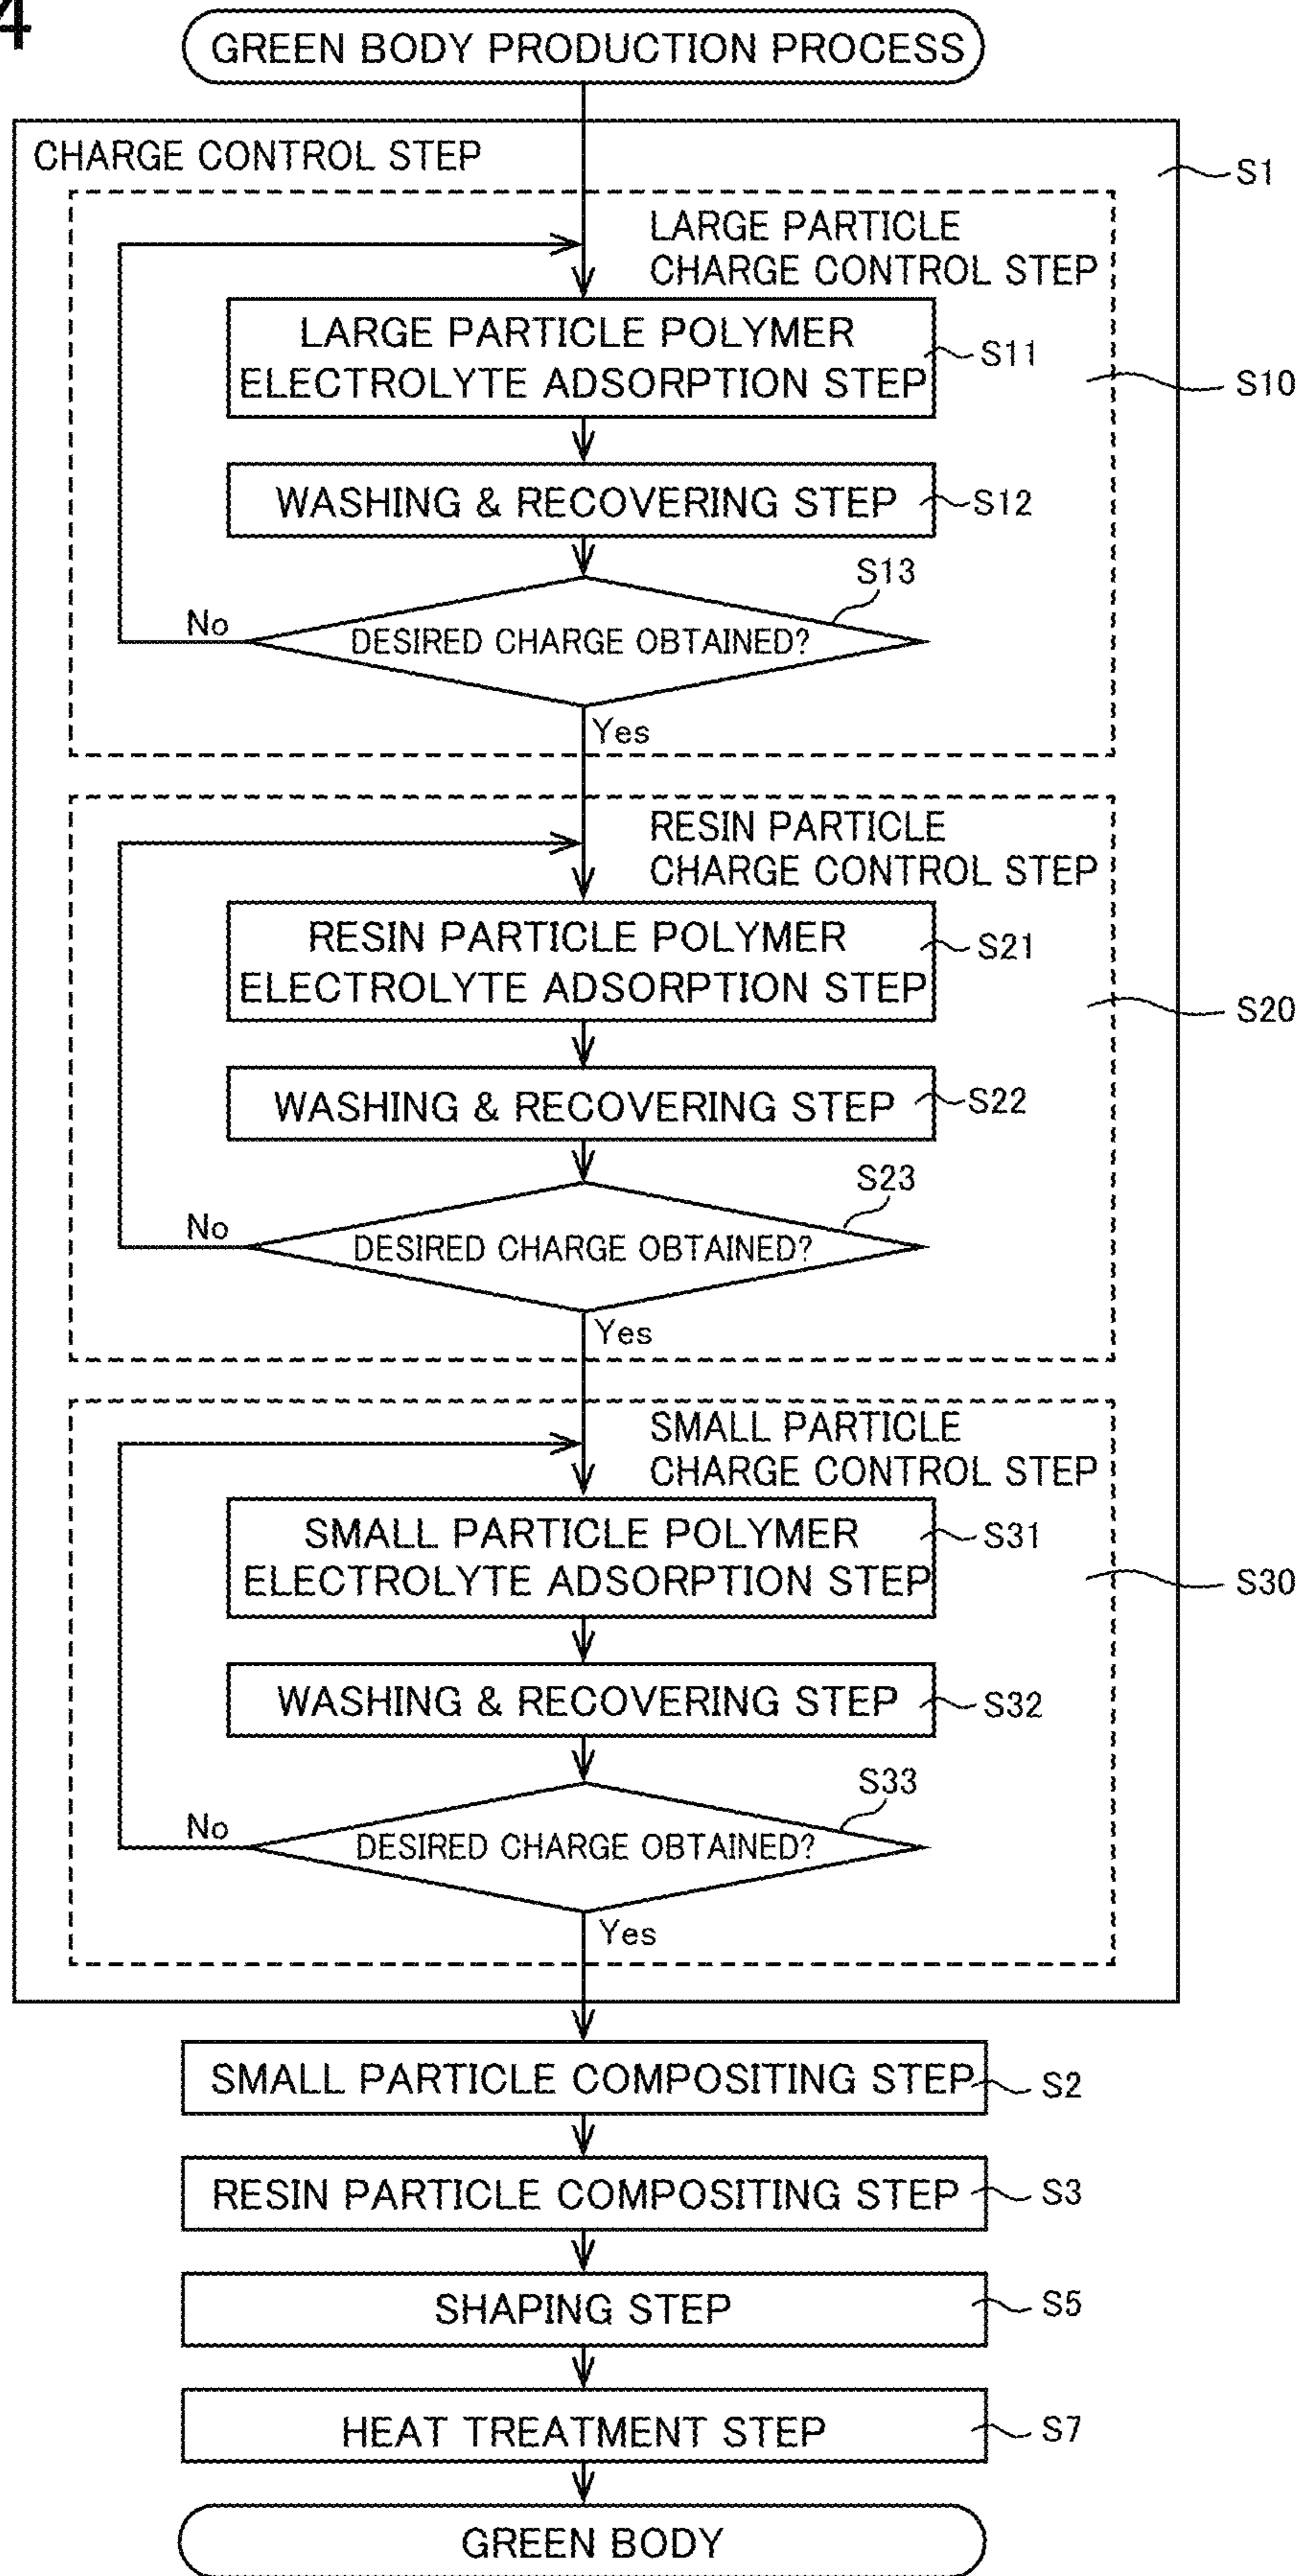 4
GREEN BODY PRODUCTION PROCESS
CHARGE CONTROL STEP
S1
LARGE PARTICLE
CHARGE CONTROL STEP
LARGE PARTICLE POLYMER
ELECTROLYTE ADSORPTION STEP
S11
S10
WASHING & RECOVERING STEP
S12
S13
No
DESIRED CHARGE OBTAINED?
Yes
RESIN PARTICLE
CHARGE CONTROL STEP
RESIN PARTICLE POLYMER
ELECTROLYTE ADSORPTION STEP
S21
S20
WASHING & RECOVERING STEP
S22
S23
No
DESIRED CHARGE OBTAINED?
Yes
SMALL PARTICLE
CHARGE CONTROL STEP
SMALL PARTICLE POLYMER
ELECTROLYTE ADSORPTION STEP
S31
S30
WASHING & RECOVERING STEP
S32
S33
No
DESIRED CHARGE OBTAINED?
Yes
SMALL PARTICLE COMPOSITING STEP
S2
RESIN PARTICLE COMPOSITING STEP
S3
SHAPING STEP
S5
HEAT TREATMENT STEP
S7
GREEN BODY